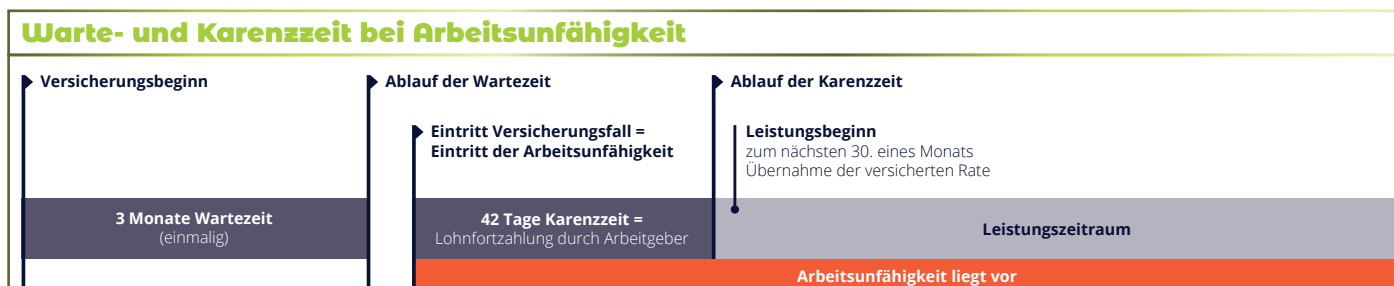 Warte- und Karenzzeit bei Arbeitsunfähigkeit
Versicherungsbeginn
Ablauf der Wartezeit
Ablauf der Karenzzeit
Eintritt Versicherungsfall =
Eintritt der Arbeitsunfähigkeit
Leistungsbeginn
zum nächsten 30. eines Monats
Übernahme der versicherten Rate
3 Monate Wartezeit
(einmalig)
42 Tage Karenzzeit =
Lohnfortzahlung durch Arbeitgeber
Leistungszeitraum
Arbeitsunfähigkeit liegt vor